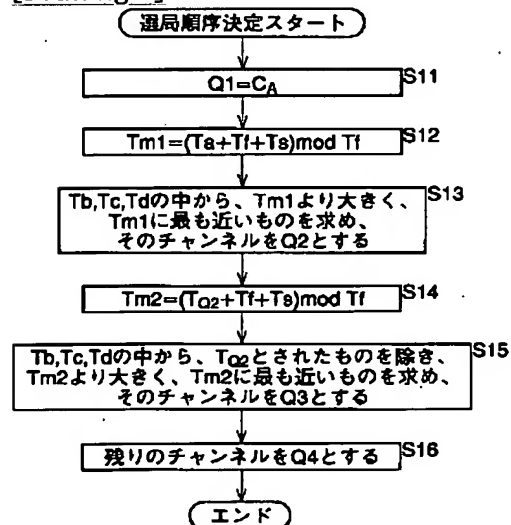 選局順序決定スタート
Q1=CA
S11
Tm1=(Ta+Tf+Ts)mod Tf
S12
Tb,Tc,Tdの中から、Tm1より大きく、
Tm1に最も近いものを求め、
そのチャンネルをQ2とする
S13
Tm2=(TQ2+Tf+Ts)mod Tf
S14
Tb,Tc,Tdの中から、TQ2とされたものを除き、
Tm2より大きく、Tm2に最も近いものを求め、
そのチャンネルをQ3とする
S15
残りのチャンネルをQ4とする
S16
エンド